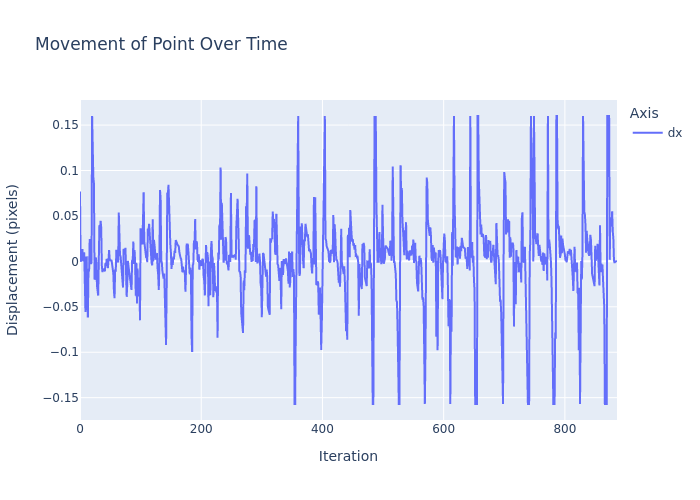 Movement of Point Over Time
Axis
dx
Displacement (pixels)
0.15
0.1
0.05
0
−0.05
−0.1
−0.15
0 200 400 600 800
Iteration